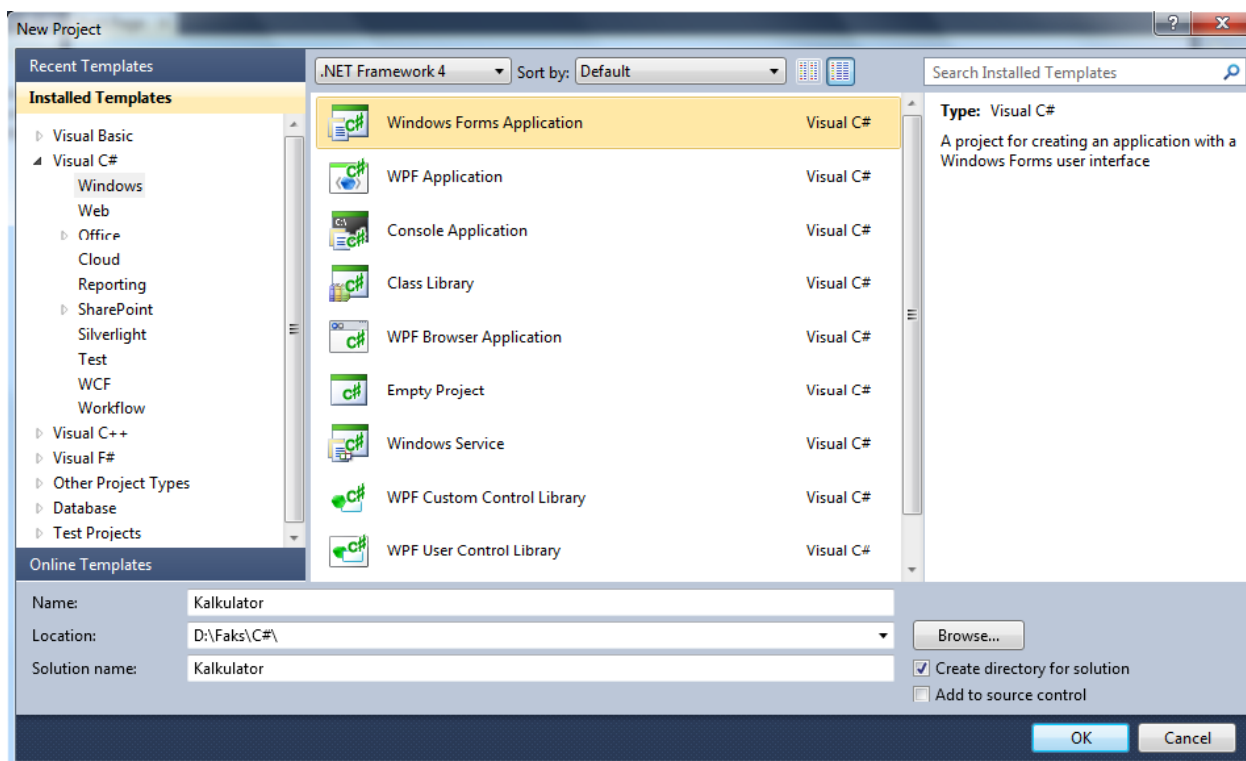 New Project
Recent Templates
Installed Templates
Visual Basic
Visual C#
Windows
Web
Office
Cloud
Reporting
SharePoint
Silverlight
Test
WCF
Workflow
Visual C++
Visual F#
Other Project Types
Database
Test Projects
Online Templates
.NET Framework 4 Sort by: Default
Windows Forms Application Visual C#
WPF Application Visual C#
Console Application Visual C#
Class Library Visual C#
WPF Browser Application Visual C#
Empty Project Visual C#
Windows Service Visual C#
WPF Custom Control Library Visual C#
WPF User Control Library Visual C#
Search Installed Templates
Type: Visual C#
A project for creating an application with a
Windows Forms user interface
Name: Kalkulator
Location: D:\Faks\C#\ Browse...
Solution name: Kalkulator
Create directory for solution
Add to source control
OK Cancel